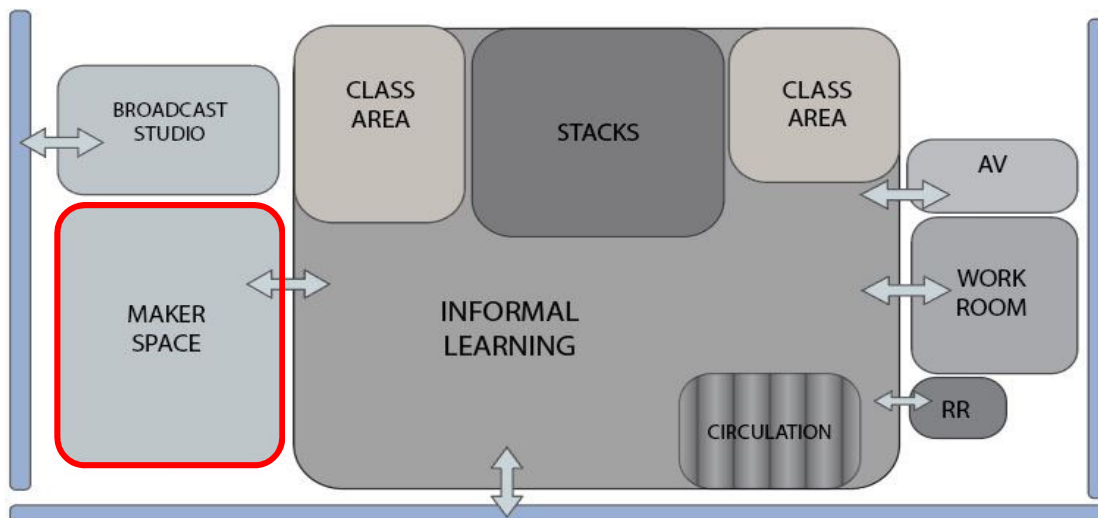 BROADCAST
STUDIO
CLASS
AREA
STACKS
CLASS
AREA
AV
MAKER
SPACE
INFORMAL
LEARNING
WORK
ROOM
CIRCULATION
RR